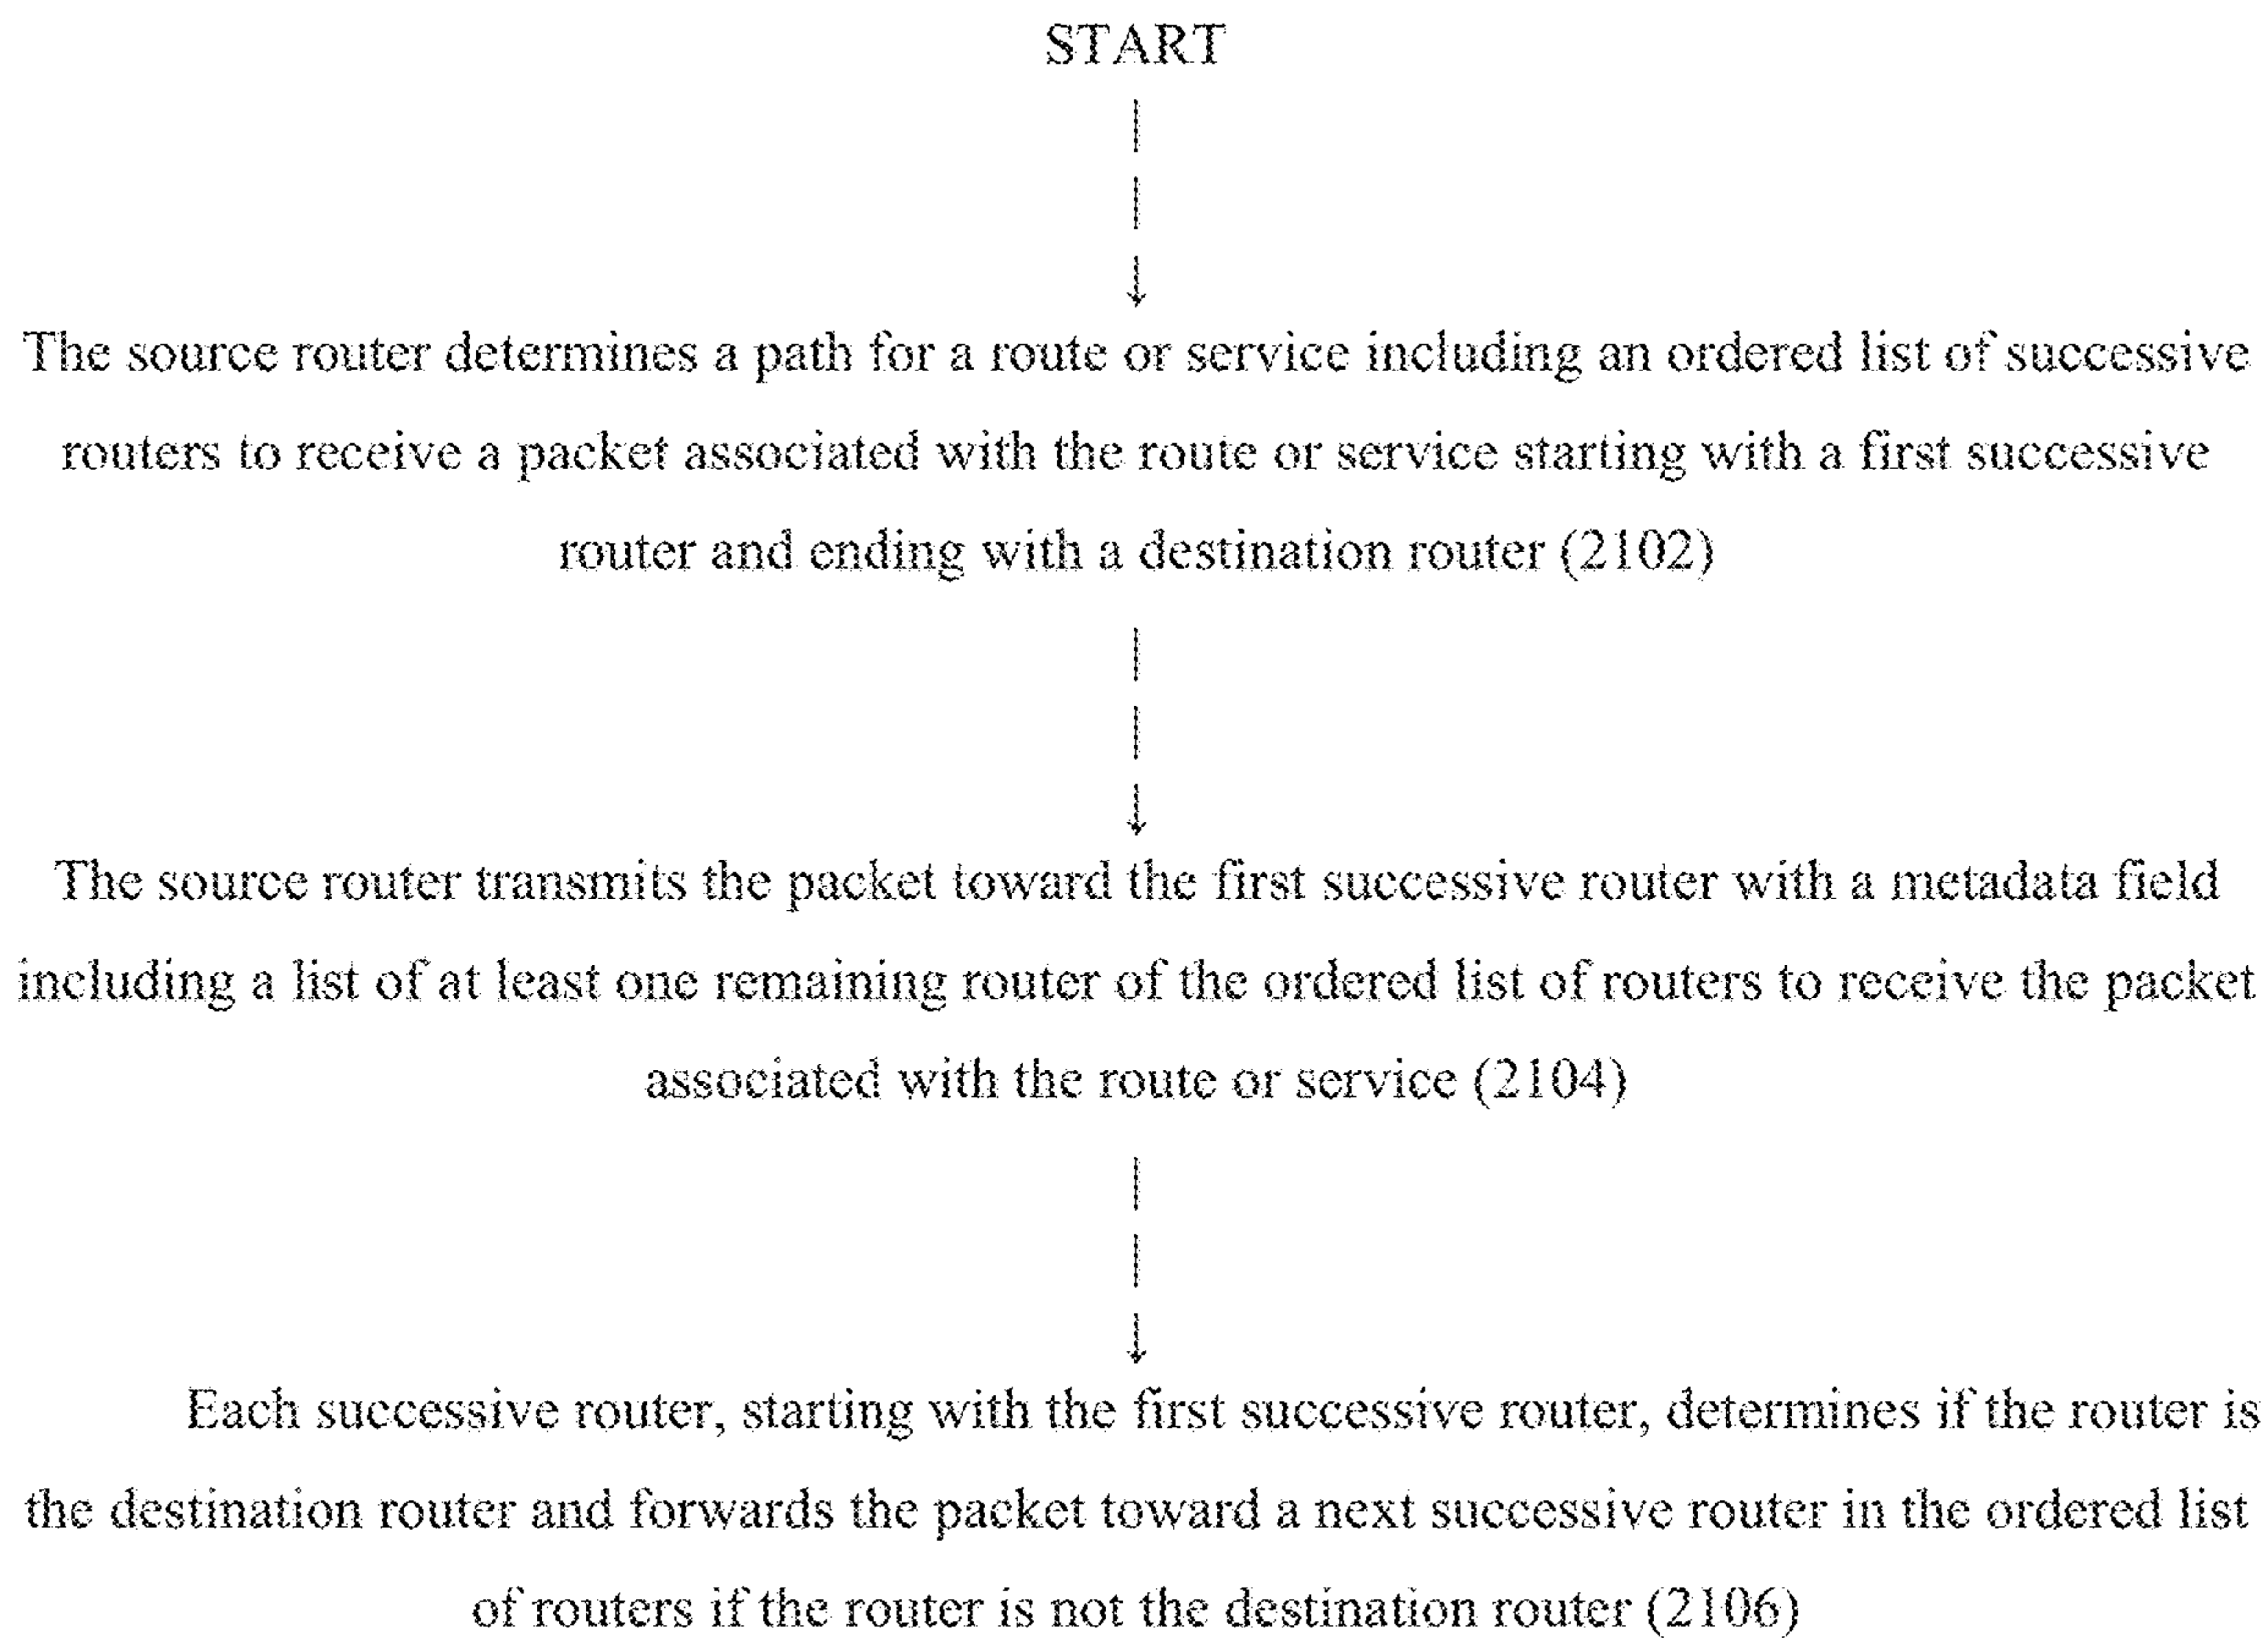 START
The source router determines a path for a route or service including an ordered list of successive
routers to receive a packet associated with the route or service starting with a first successive
router and ending with a destination router (2102)
The source router transmits the packet toward the first successive router with a metadata field
including a list of at least one remaining router of the ordered list of routers to receive the packet
associated with the route or service (2104)
Each successive router, starting with the first successive router, determines if the router is
the destination router and forwards the packet toward a next successive router in the ordered list
of routers if the router is not the destination router (2106)